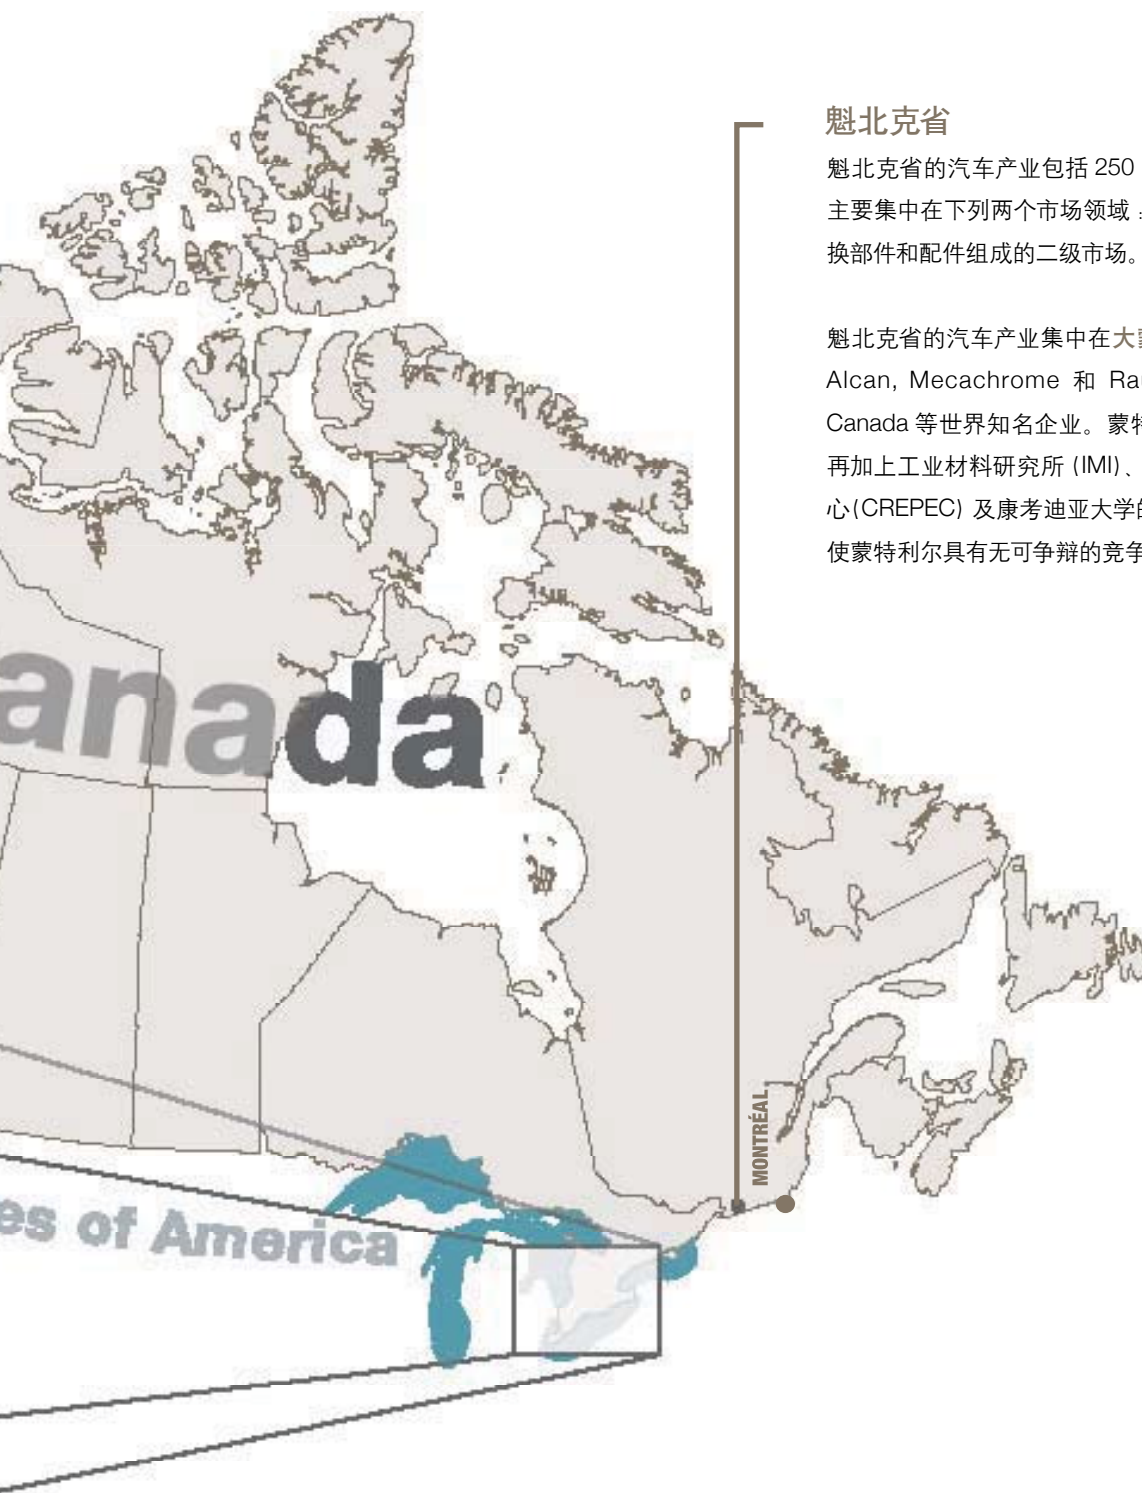 魁北克省
魁北克省的汽车产业包括 250
主要集中在下列两个市场领域
换部件和配件组成的二级市场。
魁北克省的汽车产业集中在大
Alcan, Mecachrome 和
Canada 等世界知名企业。蒙特
再加上工业材料研究所 (IMI)、
心(CREPEC) 及康考迪亚大学的
使蒙特利尔具有无可争辩的竞争
anada
MONTRÉAL
es of America